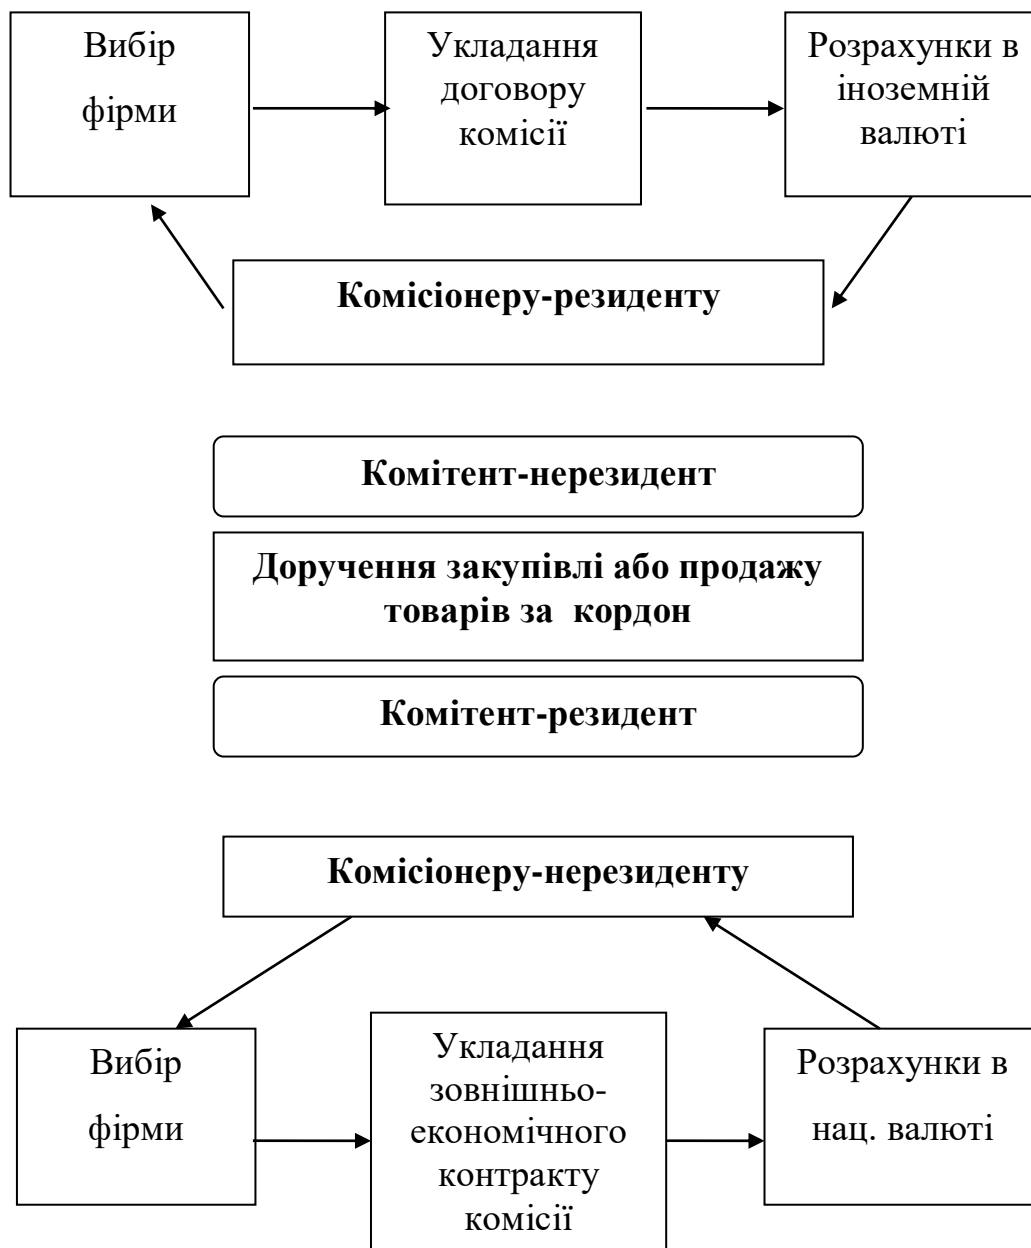 Вибір
фірми
Укладання
договору
комісії
Розрахунки в
іноземній
валюті
Комісіонеру-резиденту
Комітент-нерезидент
Доручення закупівлі або продажу
товарів за кордон
Комітент-резидент
Комісіонеру-нерезиденту
Вибір
фірми
Укладання
зовнішньо-
економічного
контракту
комісії
Розрахунки в
нац. валюті